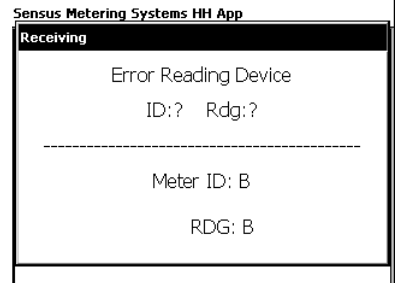 Sensus Metering Systems HH App
Receiving
Error Reading Device
ID:? Rdg:?
--------------------------------------------
Meter ID: B
RDG: B